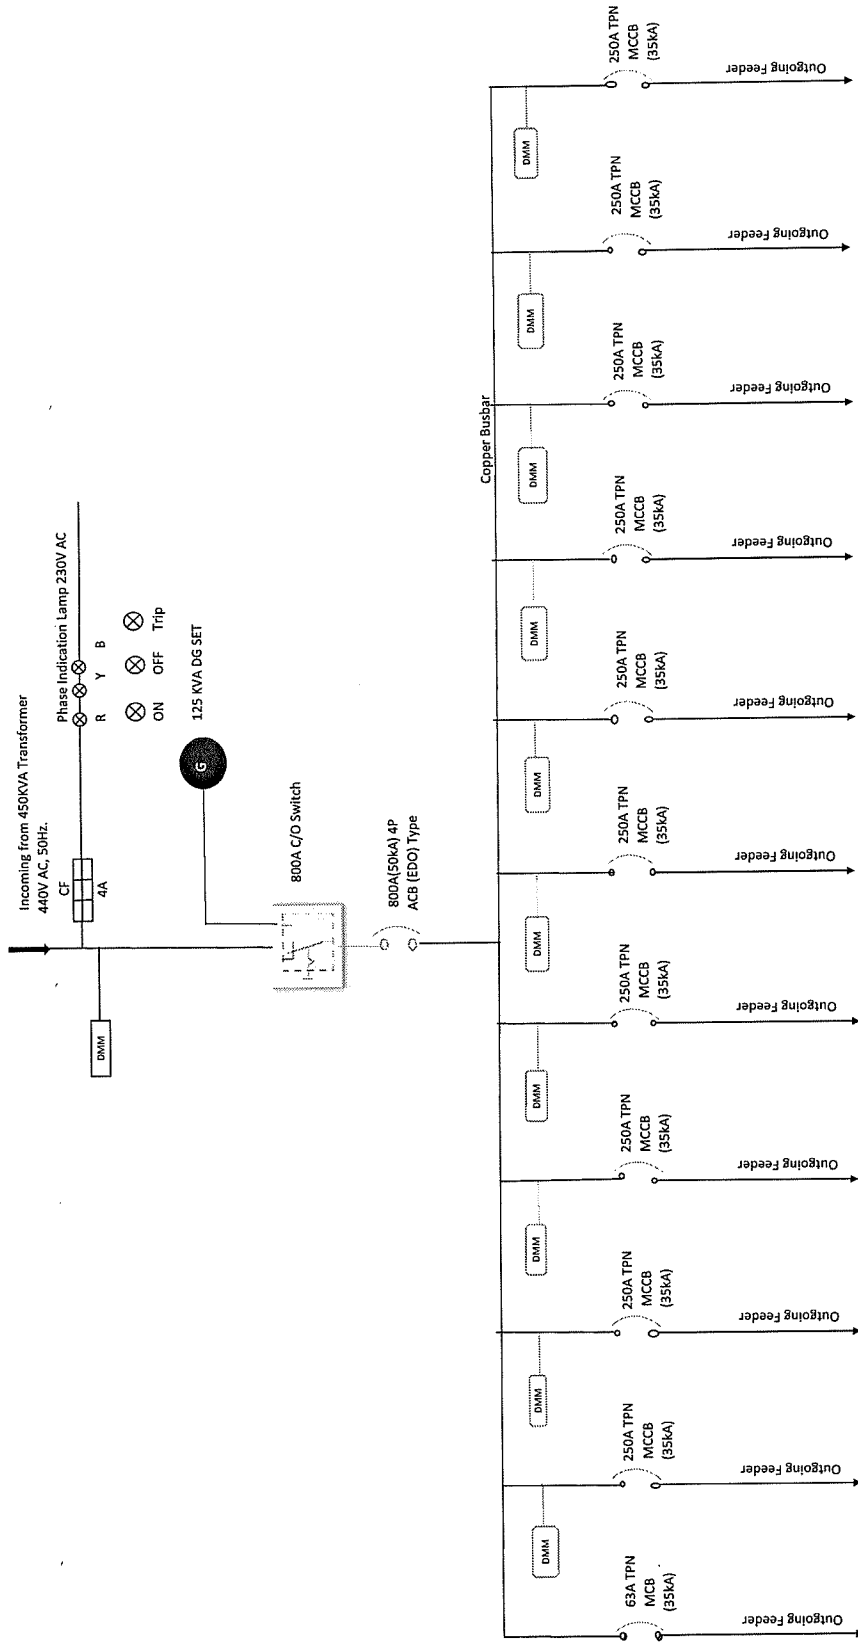 Incoming from 450KVA Transformer
440V AC, 50Hz.
CF
4A
Phase Indication Lamp 230V AC
R Y B
ON OFF Trip
DMM
125 KVA DG SET
G
800A C/O Switch
800A(50kA) 4P
ACB (EDO) Type
Copper Busbar
DMM
DMM
DMM
DMM
DMM
DMM
DMM
DMM
DMM
DMM
63A TPN
MCB
(35kA)
Outgoing Feeder
250A TPN
MCCB
(35kA)
Outgoing Feeder
250A TPN
MCCB
(35kA)
Outgoing Feeder
250A TPN
MCCB
(35kA)
Outgoing Feeder
250A TPN
MCCB
(35kA)
Outgoing Feeder
250A TPN
MCCB
(35kA)
Outgoing Feeder
250A TPN
MCCB
(35kA)
Outgoing Feeder
250A TPN
MCCB
(35kA)
Outgoing Feeder
250A TPN
MCCB
(35kA)
Outgoing Feeder
250A TPN
MCCB
(35kA)
Outgoing Feeder
250A TPN
MCCB
(35kA)
Outgoing Feeder